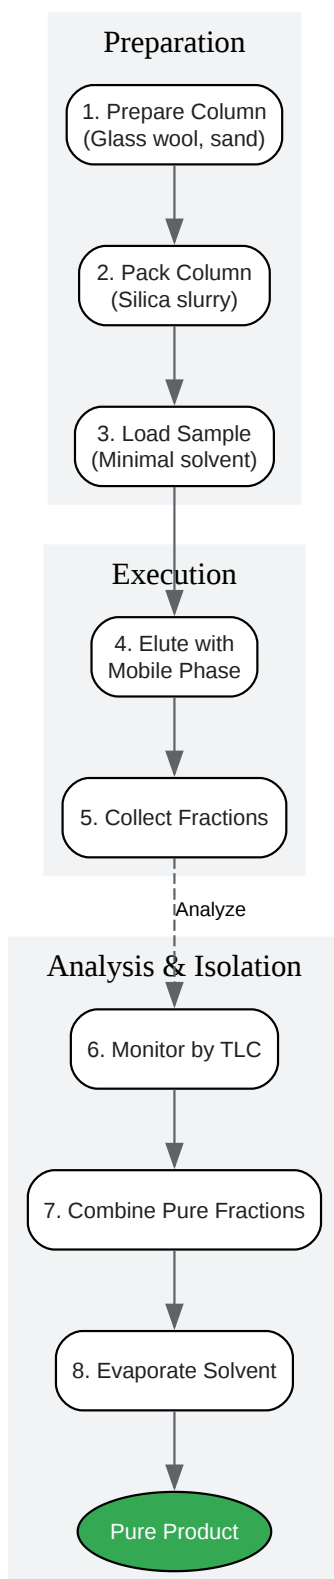 Preparation
1. Prepare Column
(Glass wool, sand)
2. Pack Column
(Silica slurry)
3. Load Sample
(Minimal solvent)
Execution
4. Elute with
Mobile Phase
5. Collect Fractions
Analyze
Analysis & Isolation
6. Monitor by TLC
7. Combine Pure Fractions
8. Evaporate Solvent
Pure Product